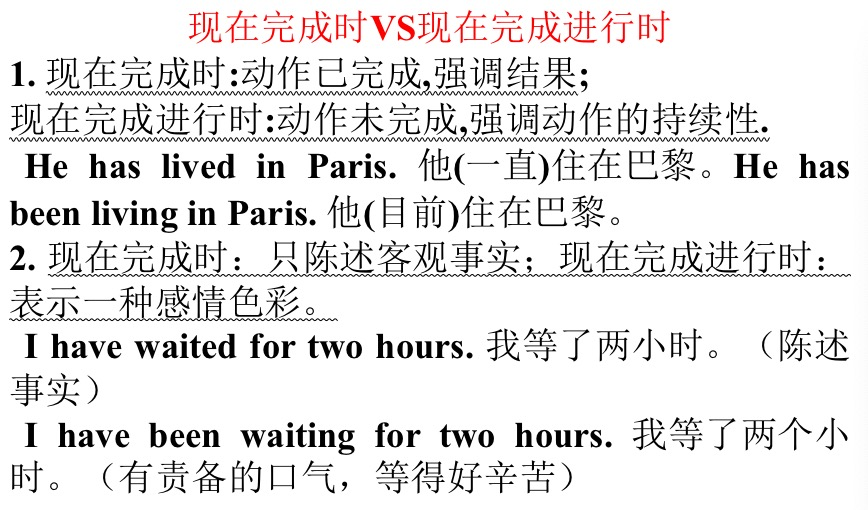 现在完成时VS现在完成进行时
1. 现在完成时:动作已完成,强调结果;
现在完成进行时:动作未完成,强调动作的持续性.
He has lived in Paris. 他(一直)住在巴黎。He has
been living in Paris. 他(目前)住在巴黎。
2. 现在完成时：只陈述客观事实；现在完成进行时：
表示一种感情色彩。
I have waited for two hours. 我等了两小时。（陈述
事实）
I have been waiting for two hours. 我等了两个小
时。（有责备的口气，等得好辛苦）